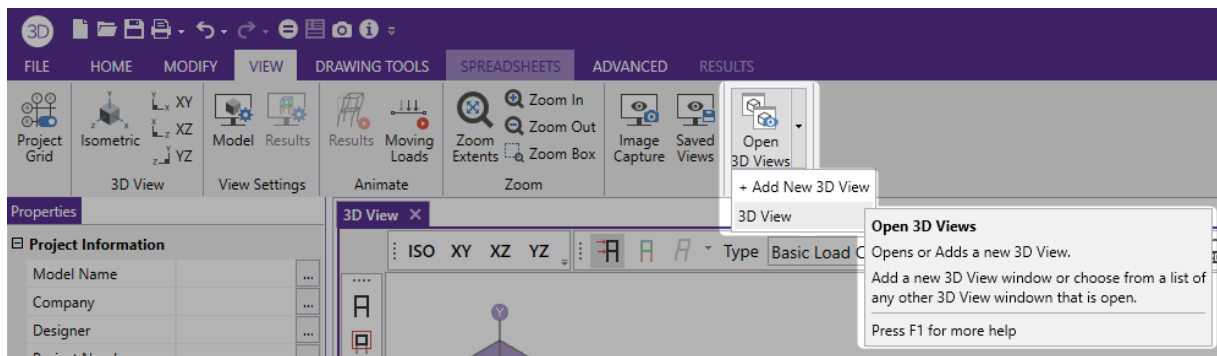 3D
FILE HOME MODIFY VIEW DRAWING TOOLS SPREADSHEETS ADVANCED RESULTS
Project Grid
Isometric
XY
XZ
YZ
Model Results
Results Moving Loads
Zoom Extents
Zoom In
Zoom Out
Zoom Box
Image Capture
Saved Views
Open 3D Views
3D View View Settings Animate Zoom
+ Add New 3D View
3D View
Properties
3D View
Project Information
Model Name ...
Company ...
Designer ...
ISO XY XZ YZ Type Basic Load
Y
Open 3D Views
Opens or Adds a new 3D View.
Add a new 3D View window or choose from a list of
any other 3D View windown that is open.
Press F1 for more help